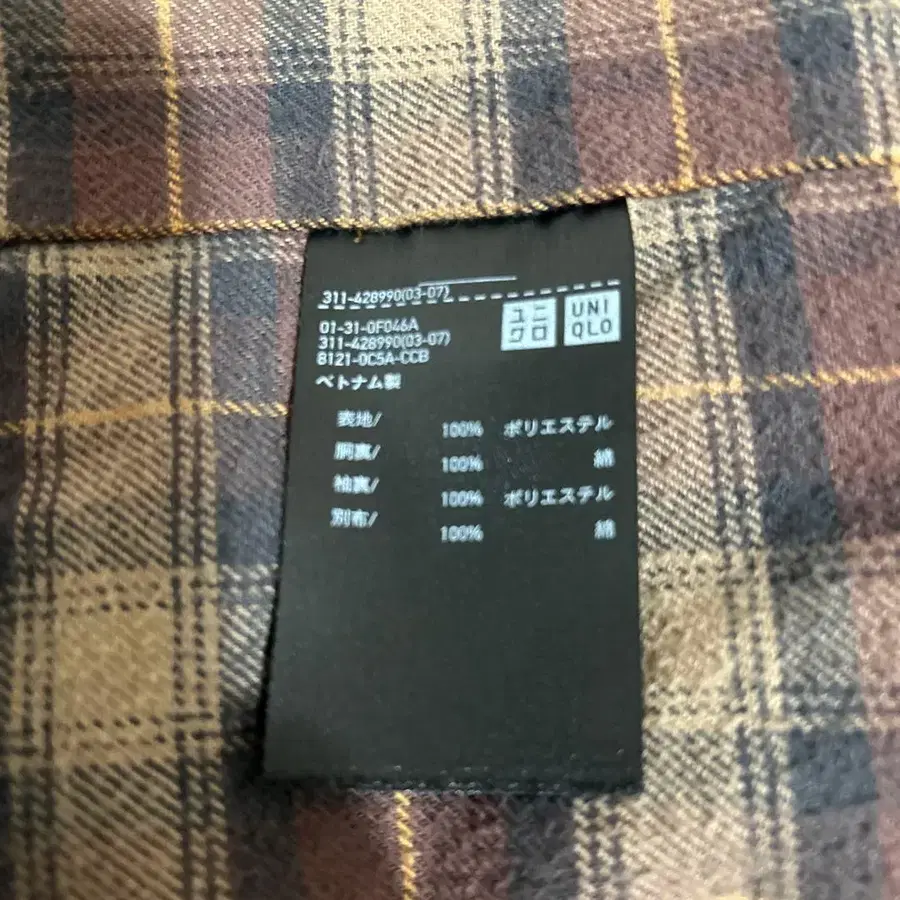 311-428990(03-07)
ユニ
クロ
UNI
QLO
01-31-0F046A
311-428990(03-07)
8121-0C5A-CCB
ベトナム製
表地/ 100% ポリエステル
胴裏/ 100% 綿
袖裏/ 100% ポリエステル
別布/ 100% 綿